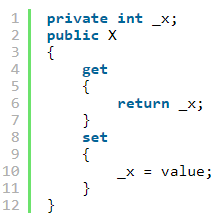 1 private int _x;
2 public X
3 {
4 get
5 {
6 return _x;
7 }
8 set
9 {
10 _x = value;
11 }
12 }